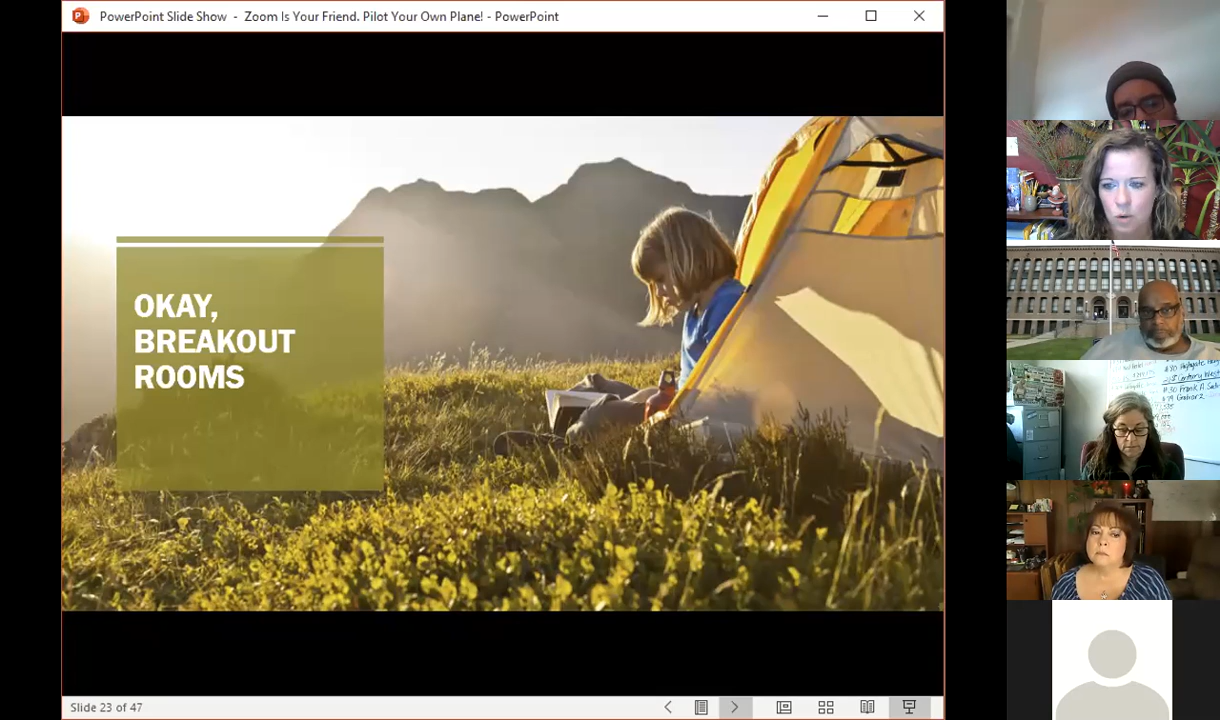 PowerPoint Slide Show - Zoom Is Your Friend. Pilot Your Own Plane! - PowerPoint
OKAY,
BREAKOUT
ROOMS
Slide 23 of 47